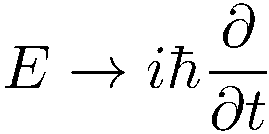 E → iħ ∂/∂t